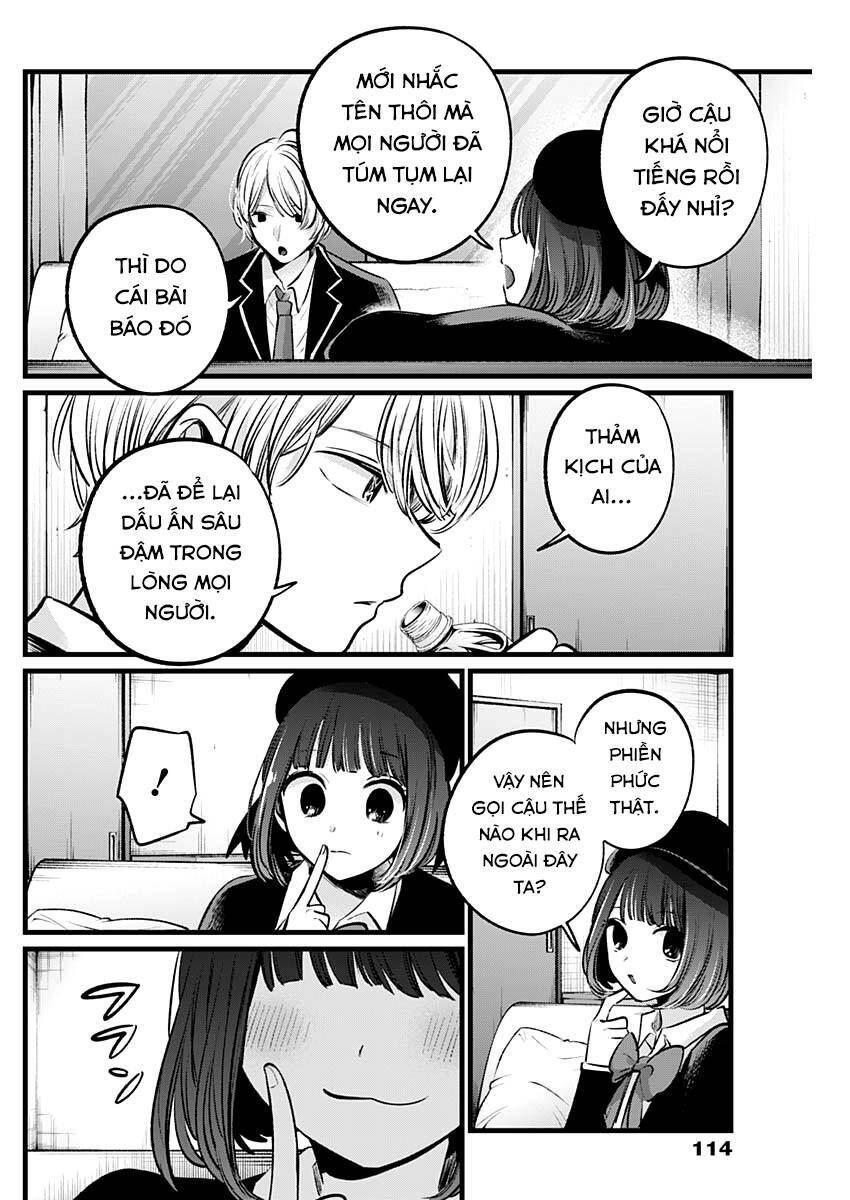 GIỜ CẬU
KHÁ NỔI
TIẾNG RỒI
ĐẤY NHỈ?
MỚI NHẮC
TÊN THÔI MÀ
MỌI NGƯỜI ĐÃ
TÚM TỤM LẠI
NGAY.
THÌ DO
CÁI BÀI
BÁO ĐÓ
THẢM
KỊCH CỦA
AI...
...ĐÃ ĐỂ LẠI
DẤU ẤN SÂU
ĐẬM TRONG
LÒNG MỌI
NGƯỜI.
NHƯNG
PHIỀN
PHỨC
THẬT.
VẬY NÊN
GỌI CẬU THẾ
NÀO KHI RA
NGOÀI ĐÂY
TA?
!
フフン
114